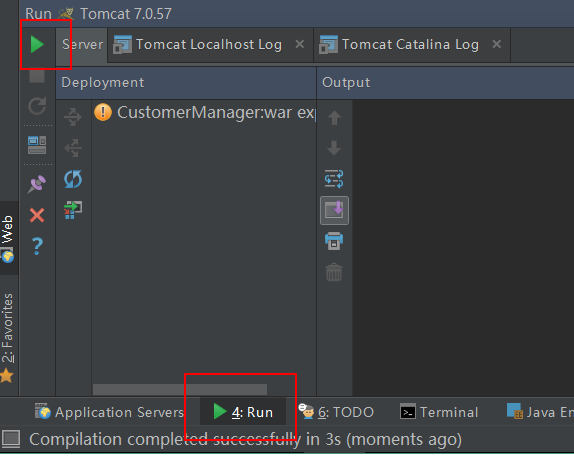 Run Tomcat 7.0.57
Server Tomcat Localhost Log Tomcat Catalina Log
Deployment Output
CustomerManager:war exp
Web
2: Favorites
Application Servers 4: Run 6: TODO Terminal Java En
Compilation completed successfully in 3s (moments ago)